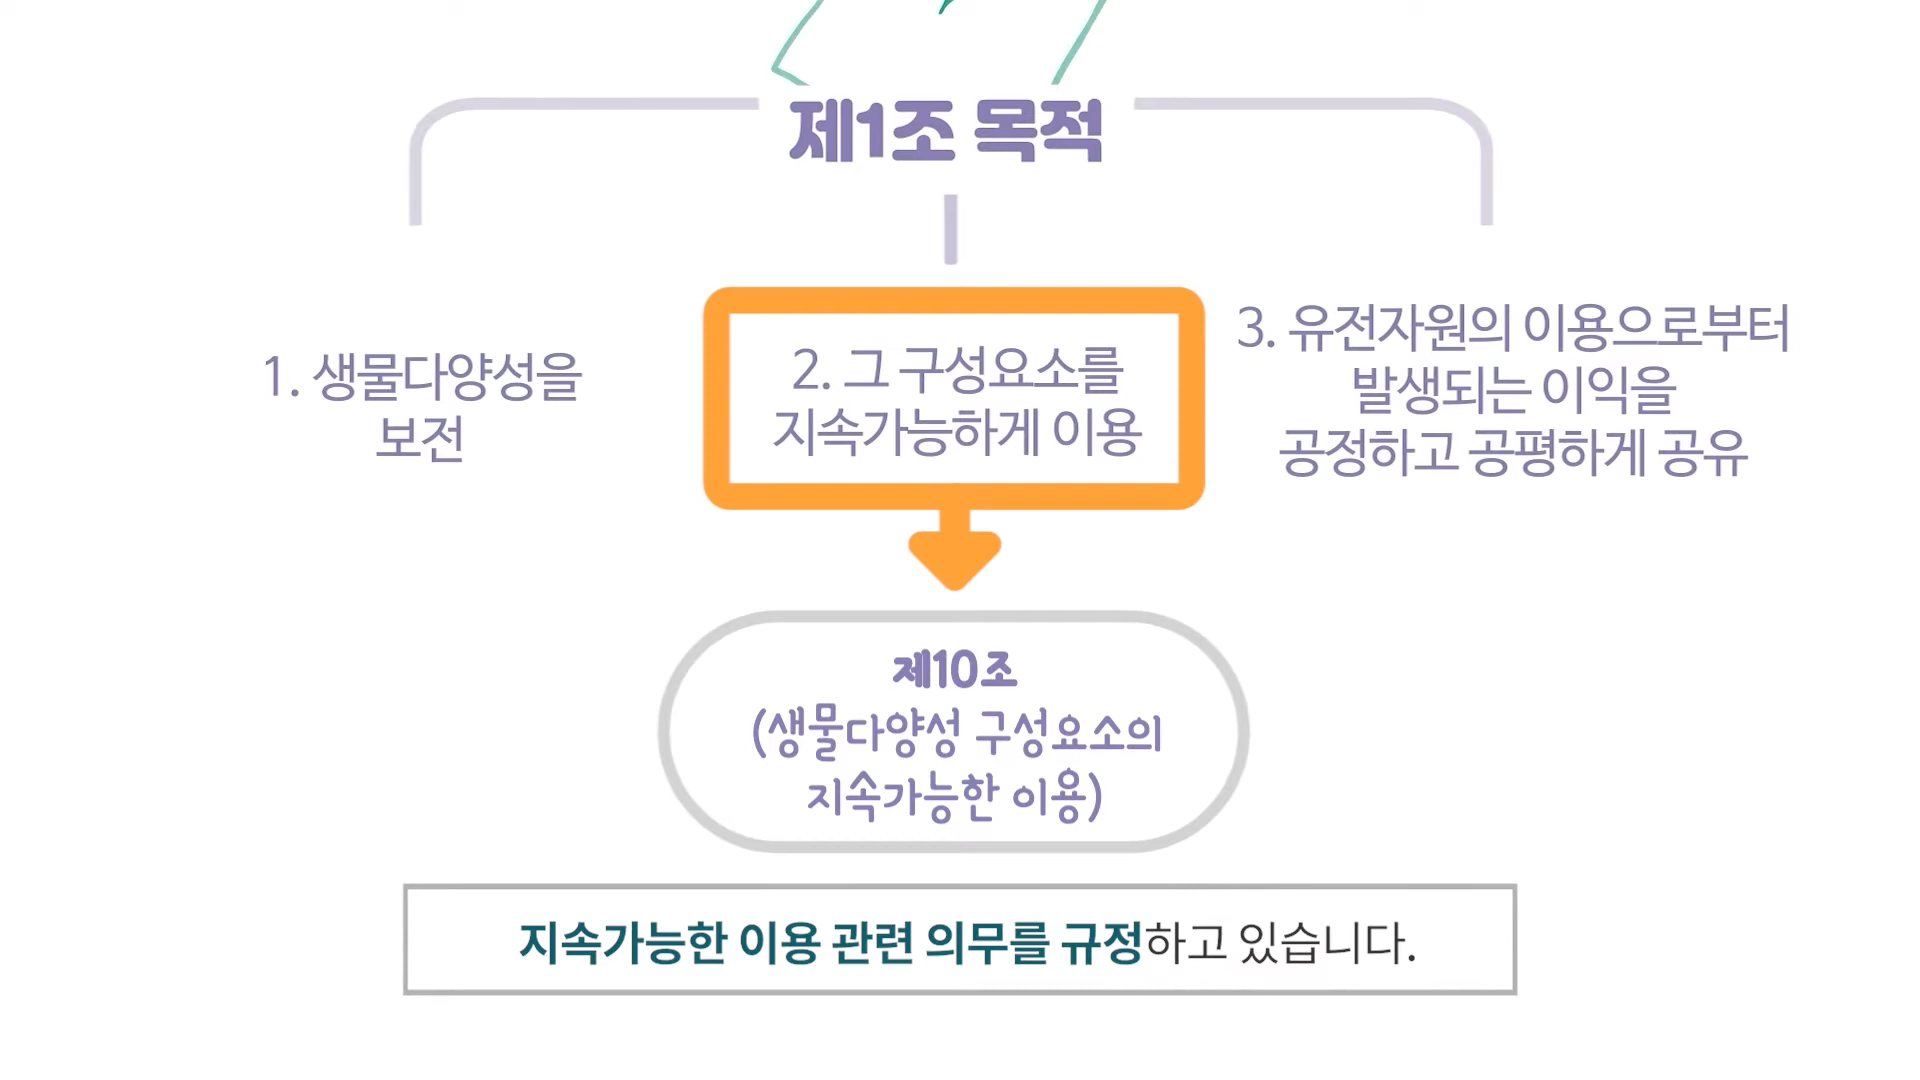 제1조 목적
1. 생물다양성을
보전
2. 그 구성요소를
지속가능하게 이용
3. 유전자원의 이용으로부터
발생되는 이익을
공정하고 공평하게 공유
제10조
(생물다양성 구성요소의
지속가능한 이용)
지속가능한 이용 관련 의무를 규정하고 있습니다.